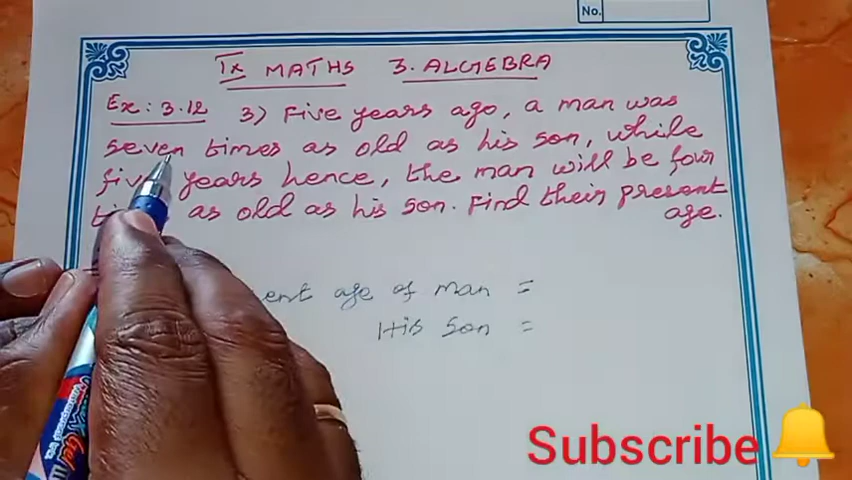 No.
IX MATHS 3. ALGEBRA
Ex: 3.12 3) Five years ago, a man was
seven times as old as his son, while
years hence, the man will be four
as old as his son. Find their present
age.
age of man =
His son =
Subscribe